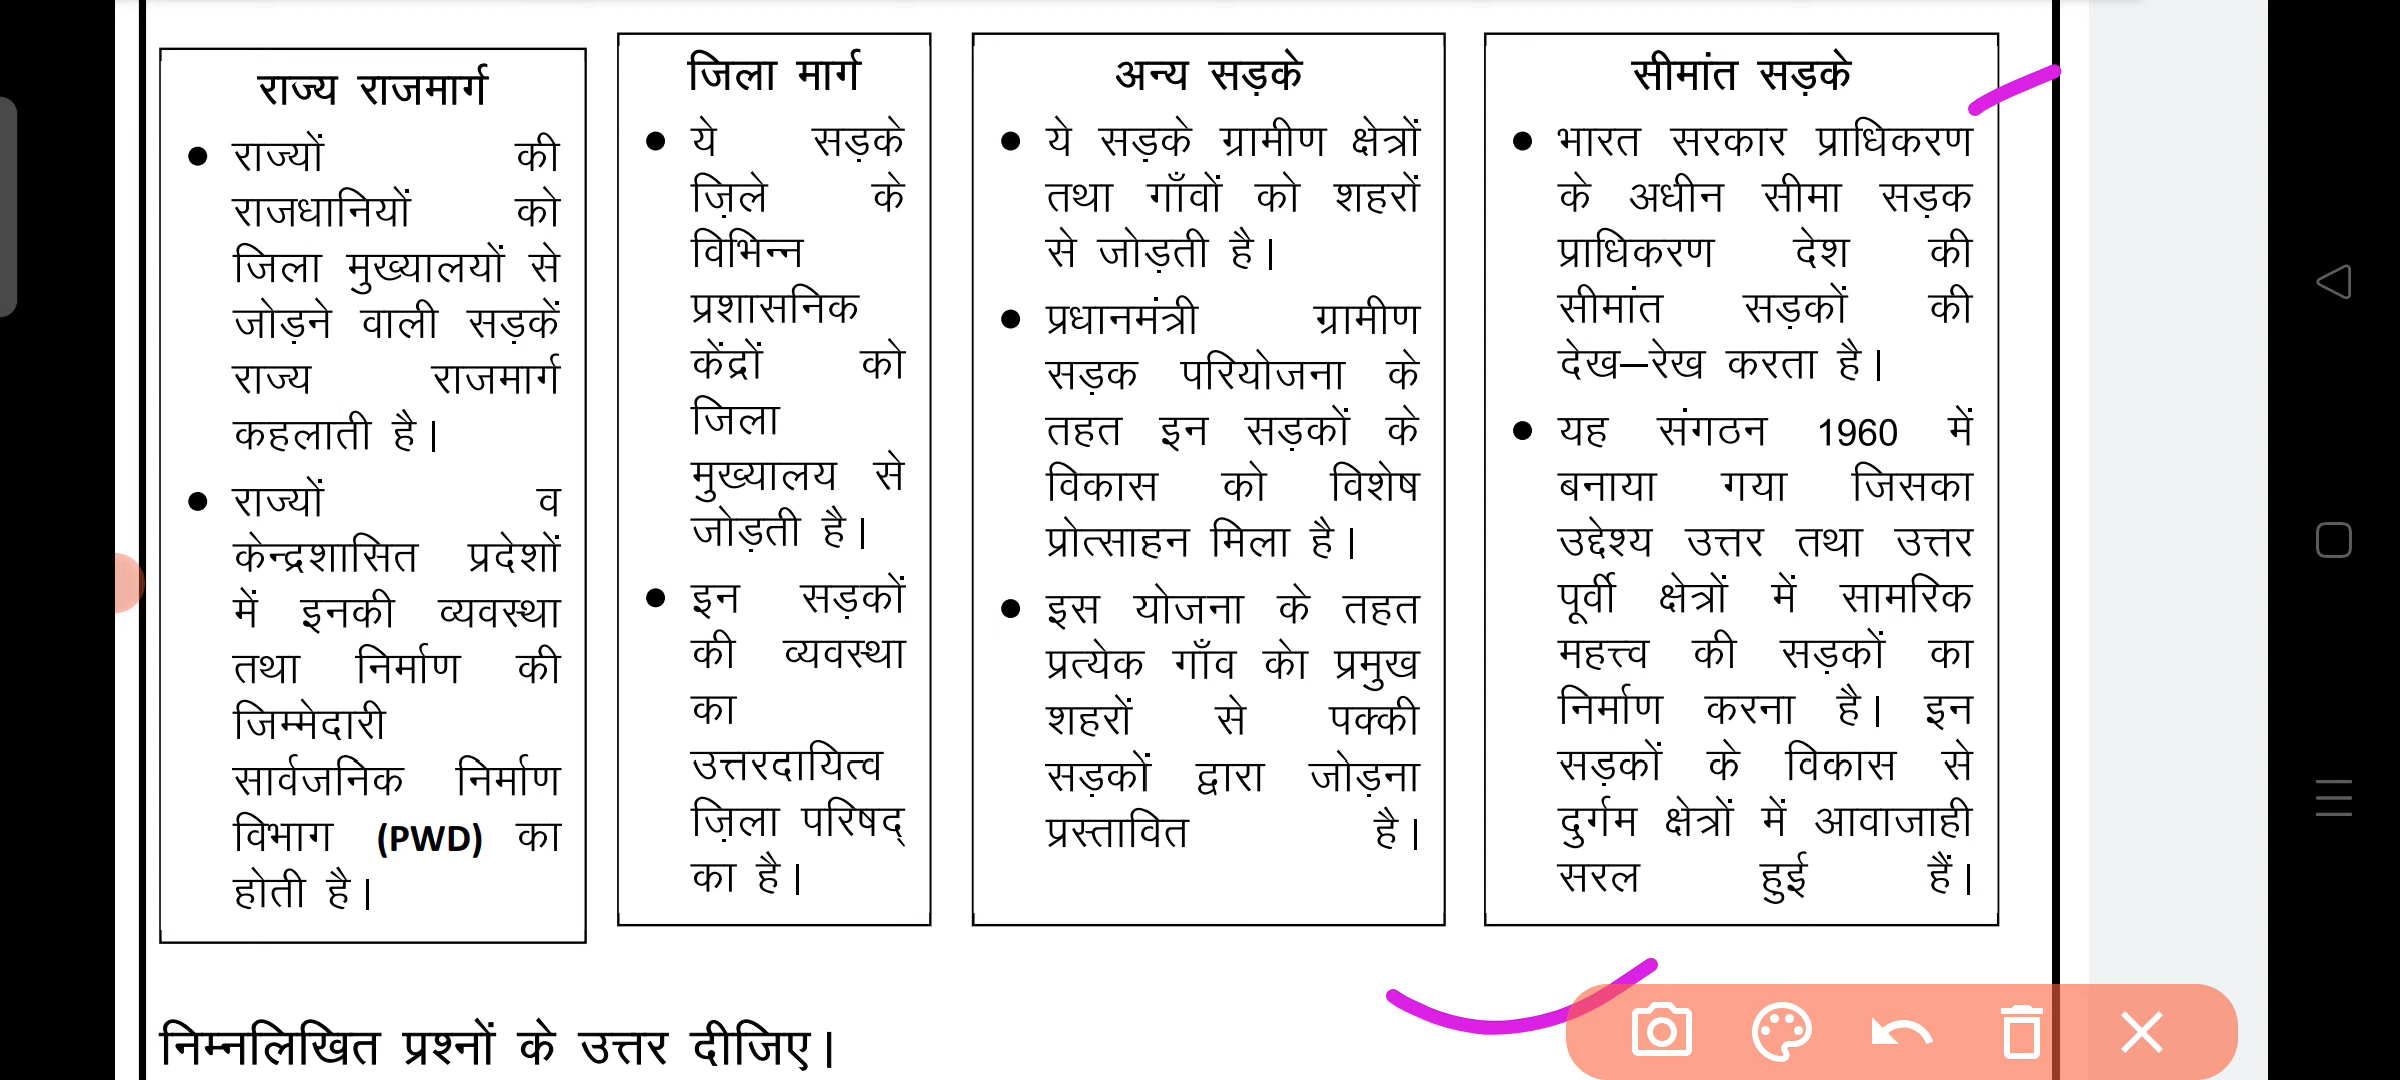 राज्य राजमार्ग
राज्यों की
राजधानियों को
जिला मुख्यालयों से
जोड़ने वाली सड़कें
राज्य राजमार्ग
कहलाती है।
राज्यों व
केन्द्रशासित प्रदेशों
में इनकी व्यवस्था
तथा निर्माण की
जिम्मेदारी
सार्वजनिक निर्माण
विभाग (PWD) का
होती है।
जिला मार्ग
ये सड़के
ज़िले के
विभिन्न
प्रशासनिक
केंद्रों को
जिला
मुख्यालय से
जोड़ती है।
इन सड़कों
की व्यवस्था
का
उत्तरदायित्व
ज़िला परिषद्
का है।
अन्य सड़के
ये सड़के ग्रामीण क्षेत्रों
तथा गाँवों को शहरों
से जोड़ती है।
प्रधानमंत्री ग्रामीण
सड़क परियोजना के
तहत इन सड़कों के
विकास को विशेष
प्रोत्साहन मिला है।
इस योजना के तहत
प्रत्येक गाँव केा प्रमुख
शहरों से पक्की
सड़कों द्वारा जोड़ना
प्रस्तावित है।
सीमांत सड़के
भारत सरकार प्राधिकरण
के अधीन सीमा सड़क
प्राधिकरण देश की
सीमांत सड़कों की
देख–रेख करता है।
यह संगठन 1960 में
बनाया गया जिसका
उद्देश्य उत्तर तथा उत्तर
पूर्वी क्षेत्रों में सामरिक
महत्त्व की सड़कों का
निर्माण करना है। इन
सड़कों के विकास से
दुर्गम क्षेत्रों में आवाजाही
सरल हुई हैं।
निम्नलिखित प्रश्नों के उत्तर दीजिए।